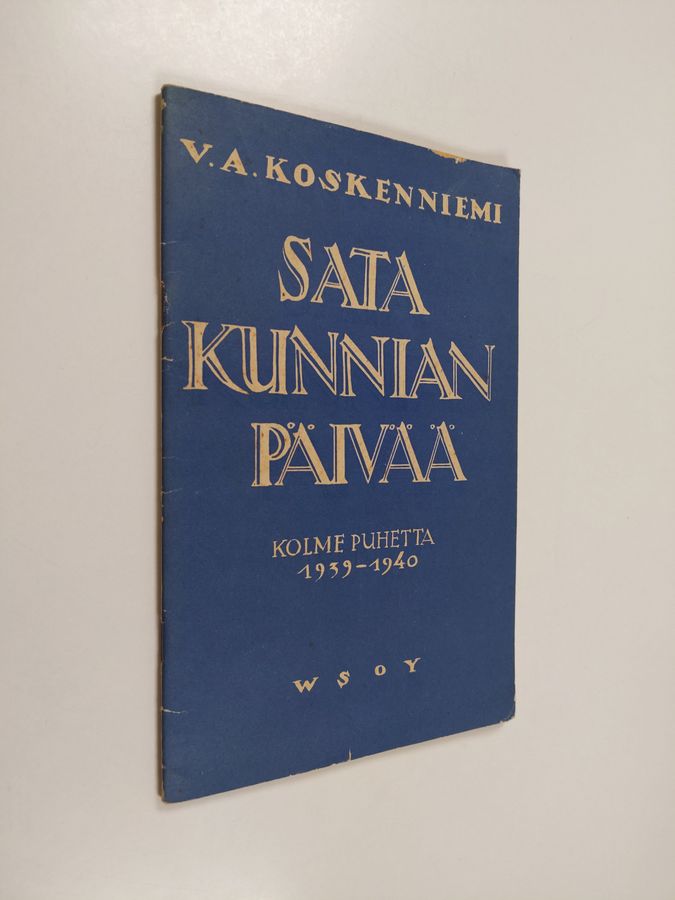 V. A. KOSKENNIEMI
SATA
KUNNIAN
PÄIVÄÄ
KOLME PUHETTA
1939-1940
WSOY